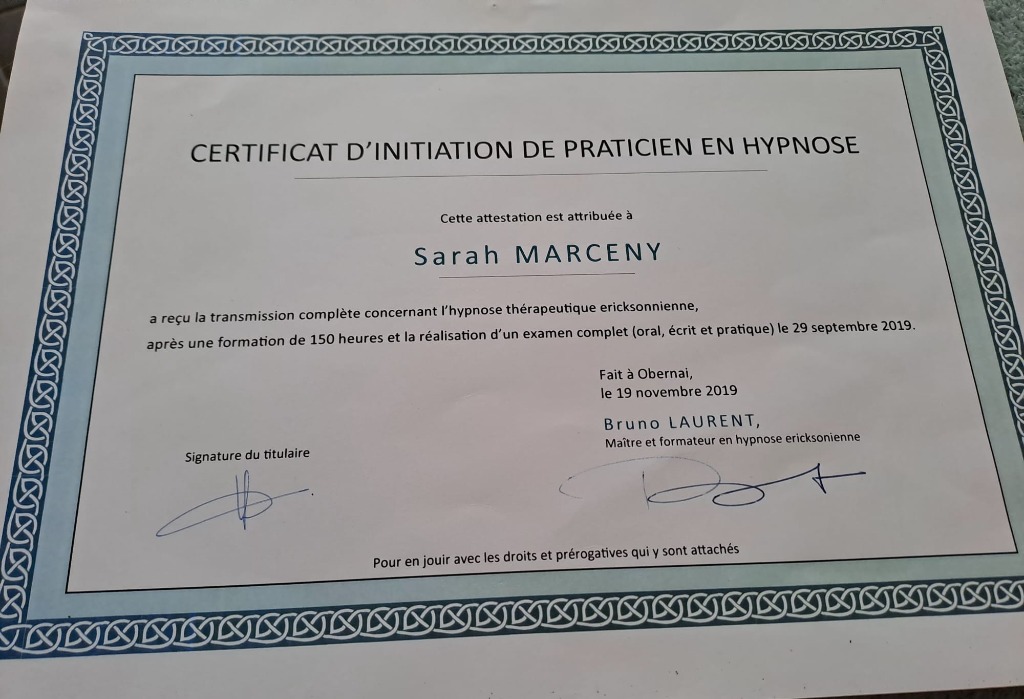 CERTIFICAT D'INITIATION DE PRATICIEN EN HYPNOSE
Cette attestation est attribuée à
Sarah MARCENY
a reçu la transmission complète concernant l'hypnose thérapeutique ericksonnienne,
après une formation de 150 heures et la réalisation d'un examen complet (oral, écrit et pratique) le 29 septembre 2019.
Fait à Obernai,
le 19 novembre 2019
Bruno LAURENT,
Maître et formateur en hypnose ericksonienne
Signature du titulaire
Pour en jouir avec les droits et prérogatives qui y sont attachés